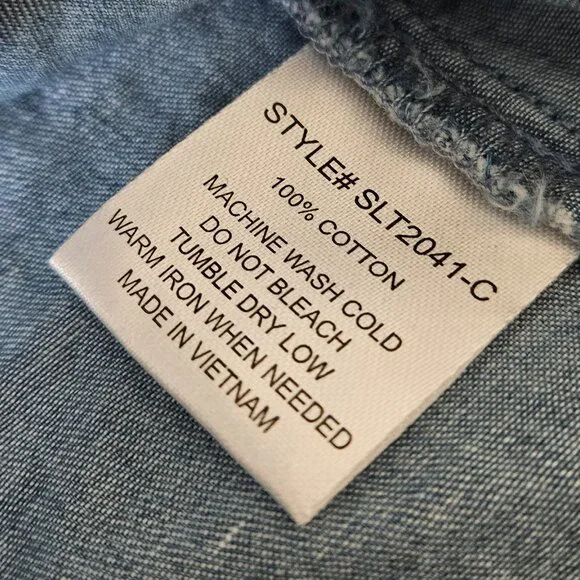 STYLE# SLT2041-C
100% COTTON
MACHINE WASH COLD
DO NOT BLEACH
TUMBLE DRY LOW
WARM IRON WHEN NEEDED
MADE IN VIETNAM